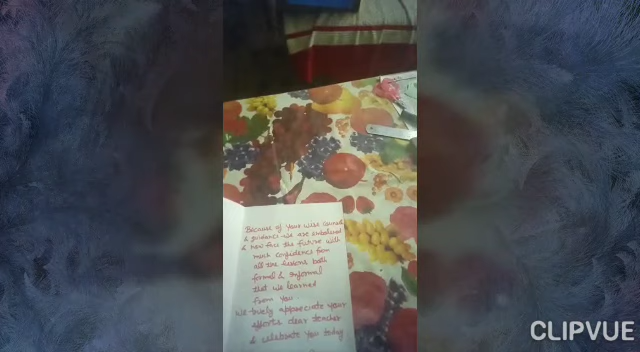 Because of your wise counsel
& guidance we are
& now face the future with
much confidence from
all the lessons both
formal & informal
that we learned
from you
We truly appreciate your
efforts dear teacher
& celebrate you today
CLIPVUE